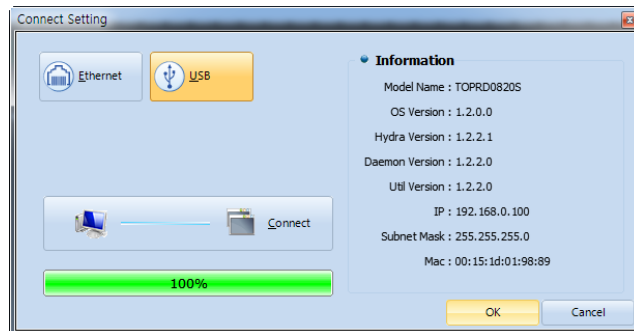 Connect Setting
Ethernet
USB
Connect
100%
Information
Model Name : TOPRD0820S
OS Version : 1.2.0.0
Hydra Version : 1.2.2.1
Daemon Version : 1.2.2.0
Util Version : 1.2.2.0
IP : 192.168.0.100
Subnet Mask : 255.255.255.0
Mac : 00:15:1d:01:98:89
OK
Cancel